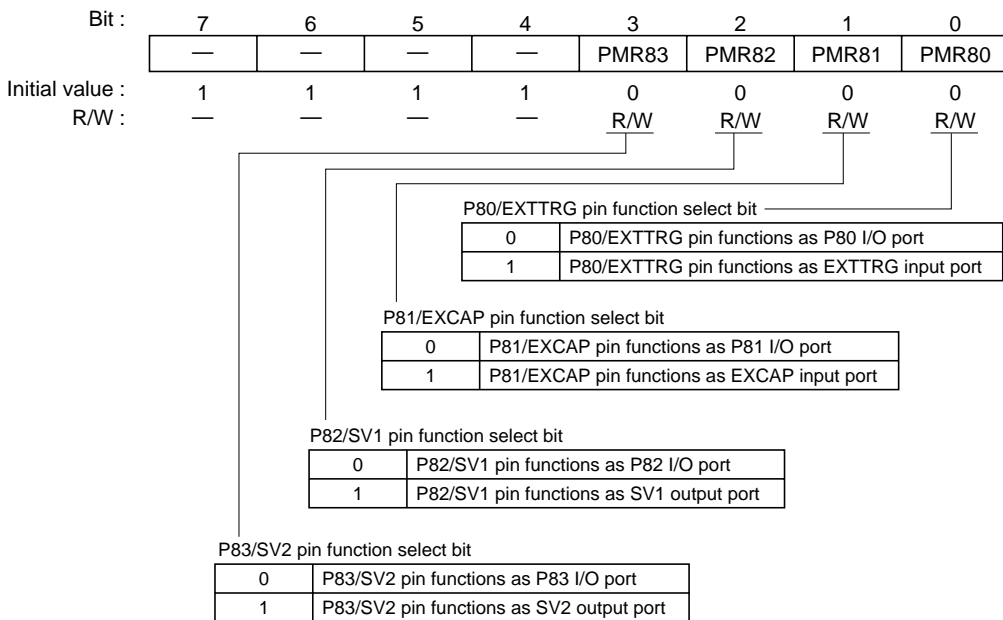 Bit : 7 6 5 4 3 2 1 0
— — — — PMR83 PMR82 PMR81 PMR80
Initial value : 1 1 1 1 0 0 0 0
R/W : — — — — R/W R/W R/W R/W
P80/EXTTRG pin function select bit
0 P80/EXTTRG pin functions as P80 I/O port
1 P80/EXTTRG pin functions as EXTTRG input port
P81/EXCAP pin function select bit
0 P81/EXCAP pin functions as P81 I/O port
1 P81/EXCAP pin functions as EXCAP input port
P82/SV1 pin function select bit
0 P82/SV1 pin functions as P82 I/O port
1 P82/SV1 pin functions as SV1 output port
P83/SV2 pin function select bit
0 P83/SV2 pin functions as P83 I/O port
1 P83/SV2 pin functions as SV2 output port